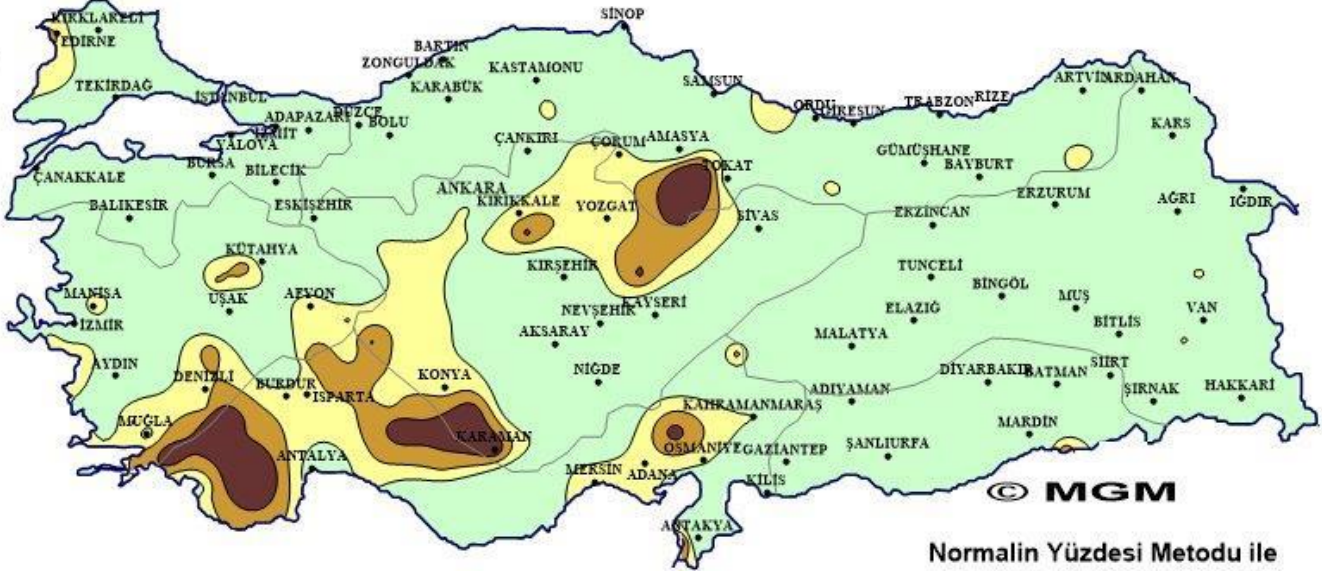 SİNOP
KIRKLARELİ
EDİRNE
BARTIN
ZONGULDAK
KASTAMONU
TEKİRDAĞ
İSTANBUL
KARABÜK
SAMSUN
ARTVİN
ARDAHAN
ADAPAZARI
DÜZCE
BOLU
İZMİT
YALOVA
ORDU
GİRESUN
TRABZON
RİZE
KARS
ÇANKIRI
ÇORUM
AMASYA
TOKAT
GÜMÜŞHANE
BAYBURT
BURSA
BİLECİK
ÇANAKKALE
ANKARA
KIRIKKALE
YOZGAT
SİVAS
ERZİNCAN
ERZURUM
AĞRI
IĞDIR
BALIKESİR
ESKİŞEHİR
KÜTAHYA
KIRŞEHİR
TUNCELİ
BİNGÖL
MANİSA
UŞAK
AFYON
NEVŞEHİR
KAYSERİ
ELAZIĞ
MUŞ
VAN
İZMİR
AKSARAY
MALATYA
BİTLİS
AYDIN
DENİZLİ
BURDUR
ISPARTA
KONYA
NİĞDE
ADIYAMAN
DİYARBAKIR
BATMAN
SİİRT
ŞIRNAK
HAKKARİ
MUĞLA
KARAMAN
KAHRAMANMARAŞ
MARDİN
ANTALYA
MERSİN
ADANA
OSMANİYE
GAZİANTEP
ŞANLIURFA
KİLİS
© MGM
ANTAKYA
Normalin Yüzdesi Metodu ile